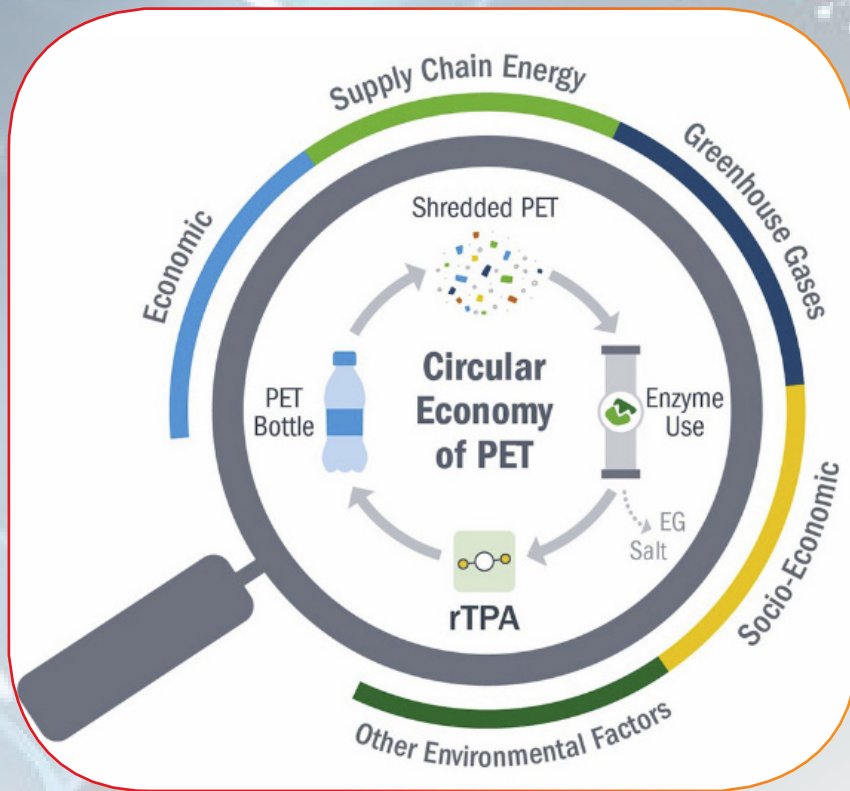 Supply Chain Energy
Greenhouse Gases
Economic
Shredded PET
Circular
Economy
of PET
PET
Bottle
Enzyme
Use
EG
Salt
rTPA
Socio-Economic
Other Environmental Factors